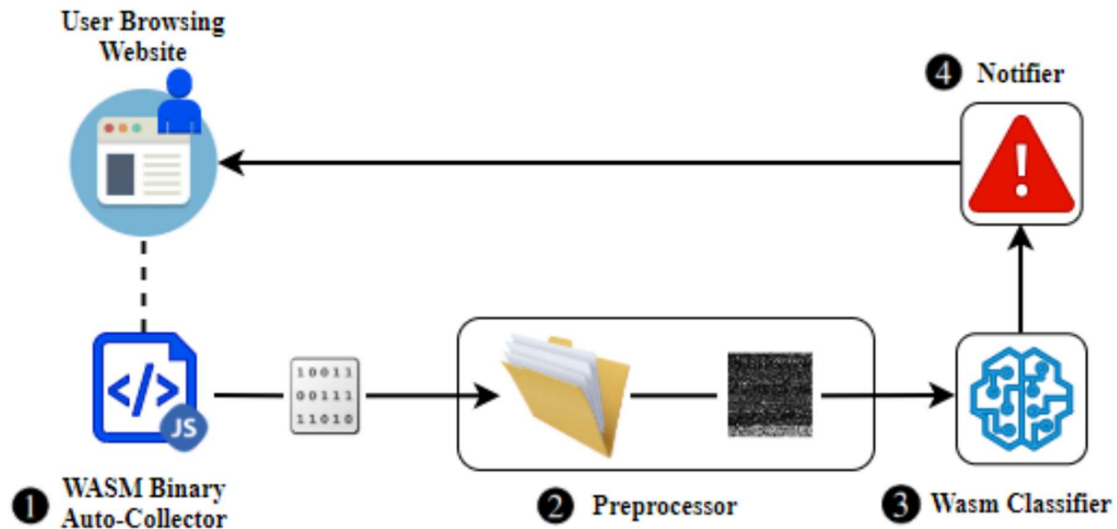 User Browsing
Website
4 Notifier
</>
JS
10011
00111
11010
1 WASM Binary
Auto-Collector
2 Preprocessor
3 Wasm Classifier